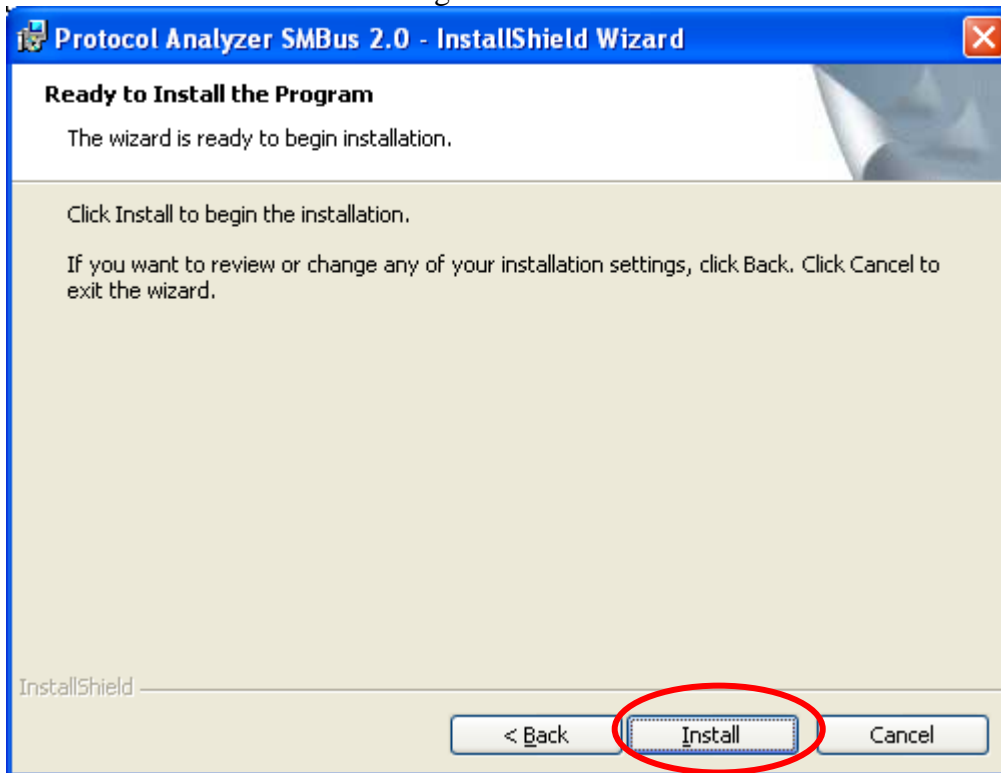 Protocol Analyzer SMBus 2.0 - InstallShield Wizard
Ready to Install the Program
The wizard is ready to begin installation.
Click Install to begin the installation.
If you want to review or change any of your installation settings, click Back. Click Cancel to
exit the wizard.
InstallShield
< Back Install Cancel